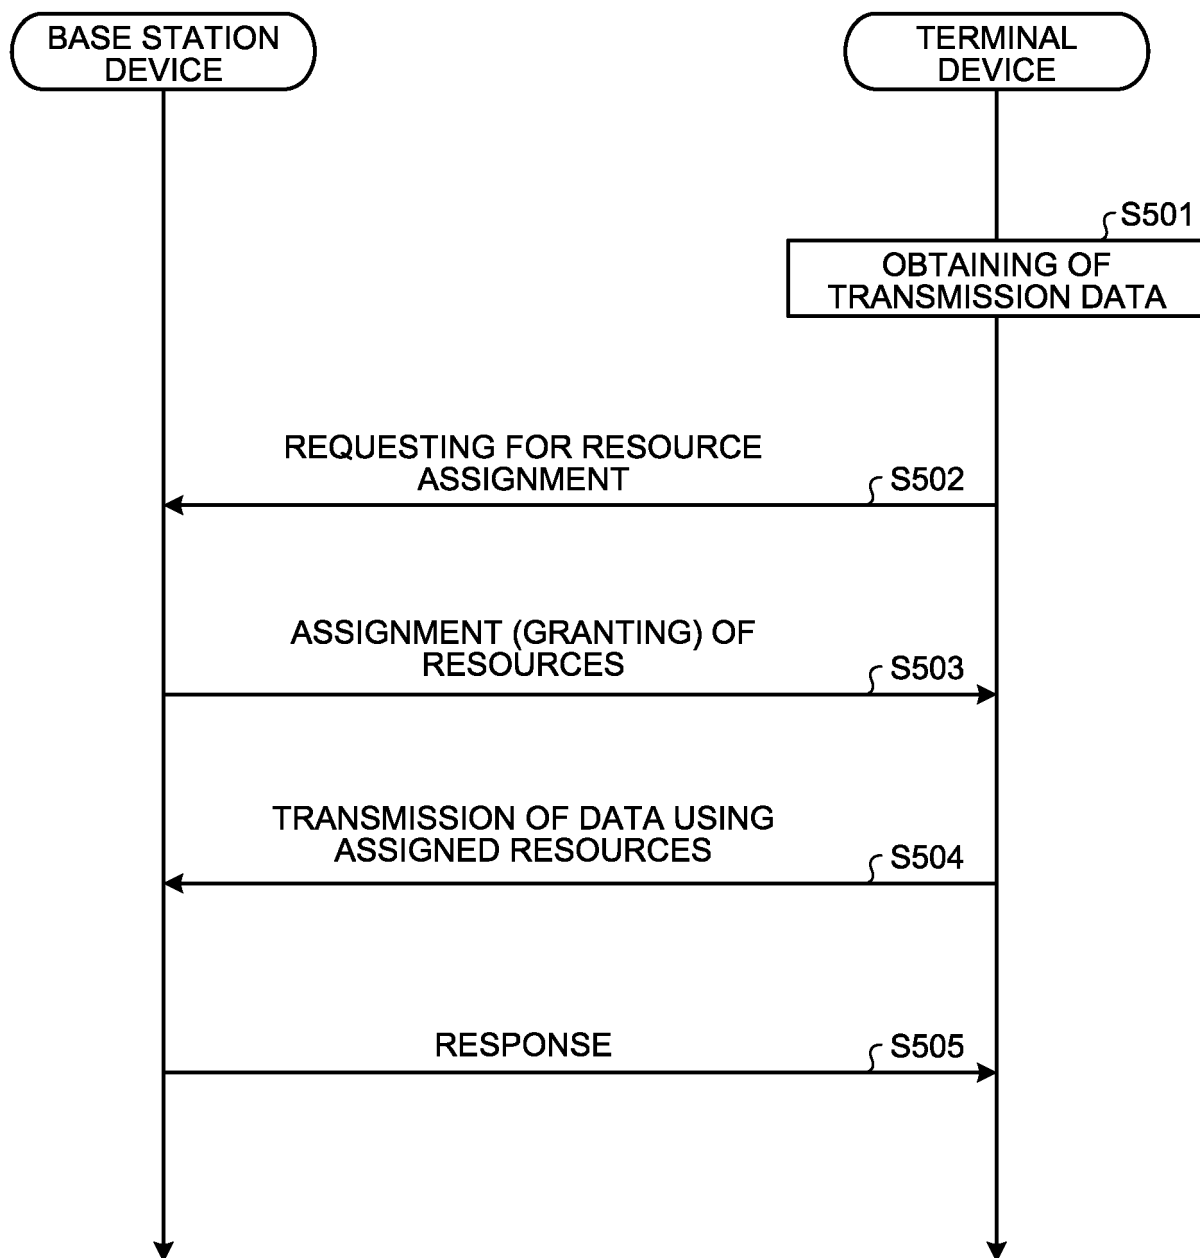 BASE STATION
DEVICE
TERMINAL
DEVICE
S501
OBTAINING OF
TRANSMISSION DATA
REQUESTING FOR RESOURCE
ASSIGNMENT
S502
ASSIGNMENT (GRANTING) OF
RESOURCES
S503
TRANSMISSION OF DATA USING
ASSIGNED RESOURCES
S504
RESPONSE
S505